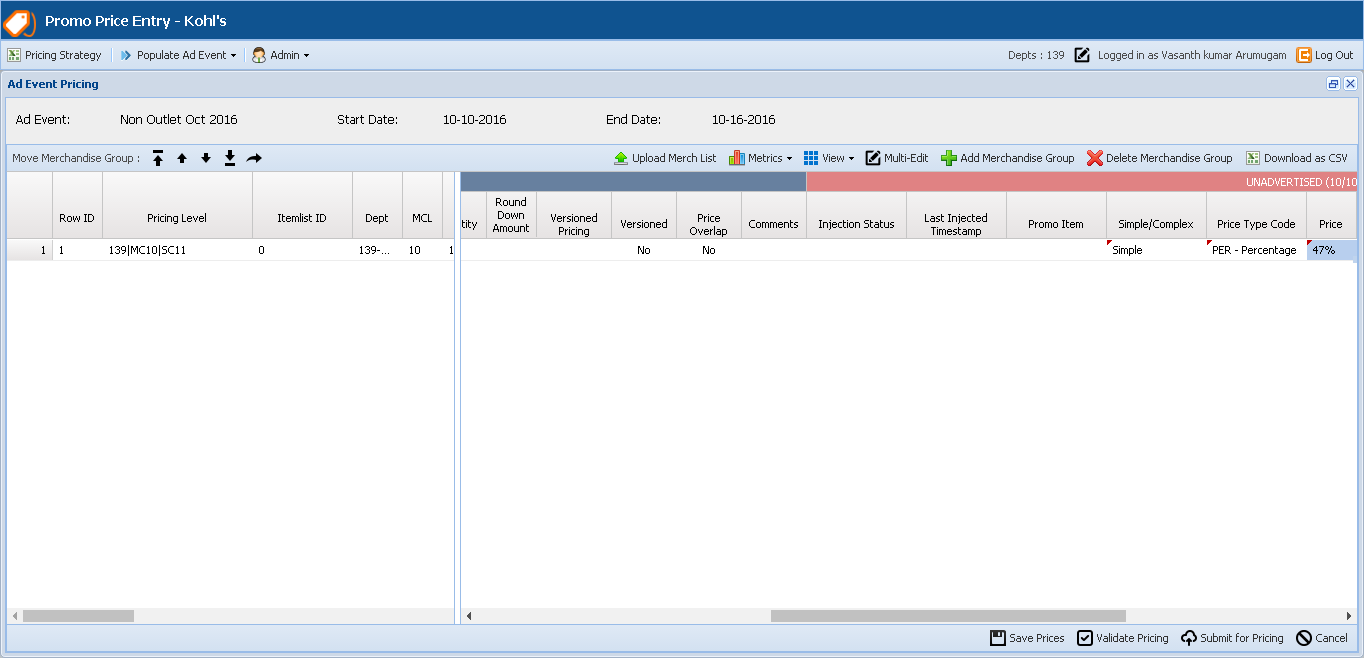 Promo Price Entry - Kohl's
Pricing Strategy Populate Ad Event Admin Depts : 139 Logged in as Vasanth kumar Arumugam Log Out
Ad Event Pricing
Ad Event: Non Outlet Oct 2016 Start Date: 10-10-2016 End Date: 10-16-2016
Move Merchandise Group : Upload Merch List Metrics View Multi-Edit Add Merchandise Group Delete Merchandise Group Download as CSV
UNADVERTISED (10/10
Row ID Pricing Level Itemlist ID Dept MCL tity Round Down Amount Versioned Pricing Versioned Price Overlap Comments Injection Status Last Injected Timestamp Promo Item Simple/Complex Price Type Code Price
1 1 139|MC10|SC11 0 139-... 10 1 No No Simple PER - Percentage 47%
Save Prices Validate Pricing Submit for Pricing Cancel